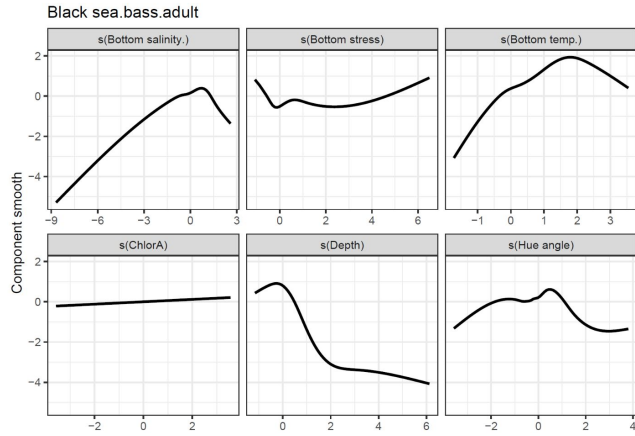 Black sea.bass.adult
s(Bottom salinity.)
s(Bottom stress)
s(Bottom temp.)
2
0
−2
−4
−9 −6 −3 0 3
0 2 4 6
−1 0 1 2 3
Component smooth
s(ChlorA)
s(Depth)
s(Hue angle)
2
0
−2
−4
−2 0 2
0 2 4 6
−2 0 2 4